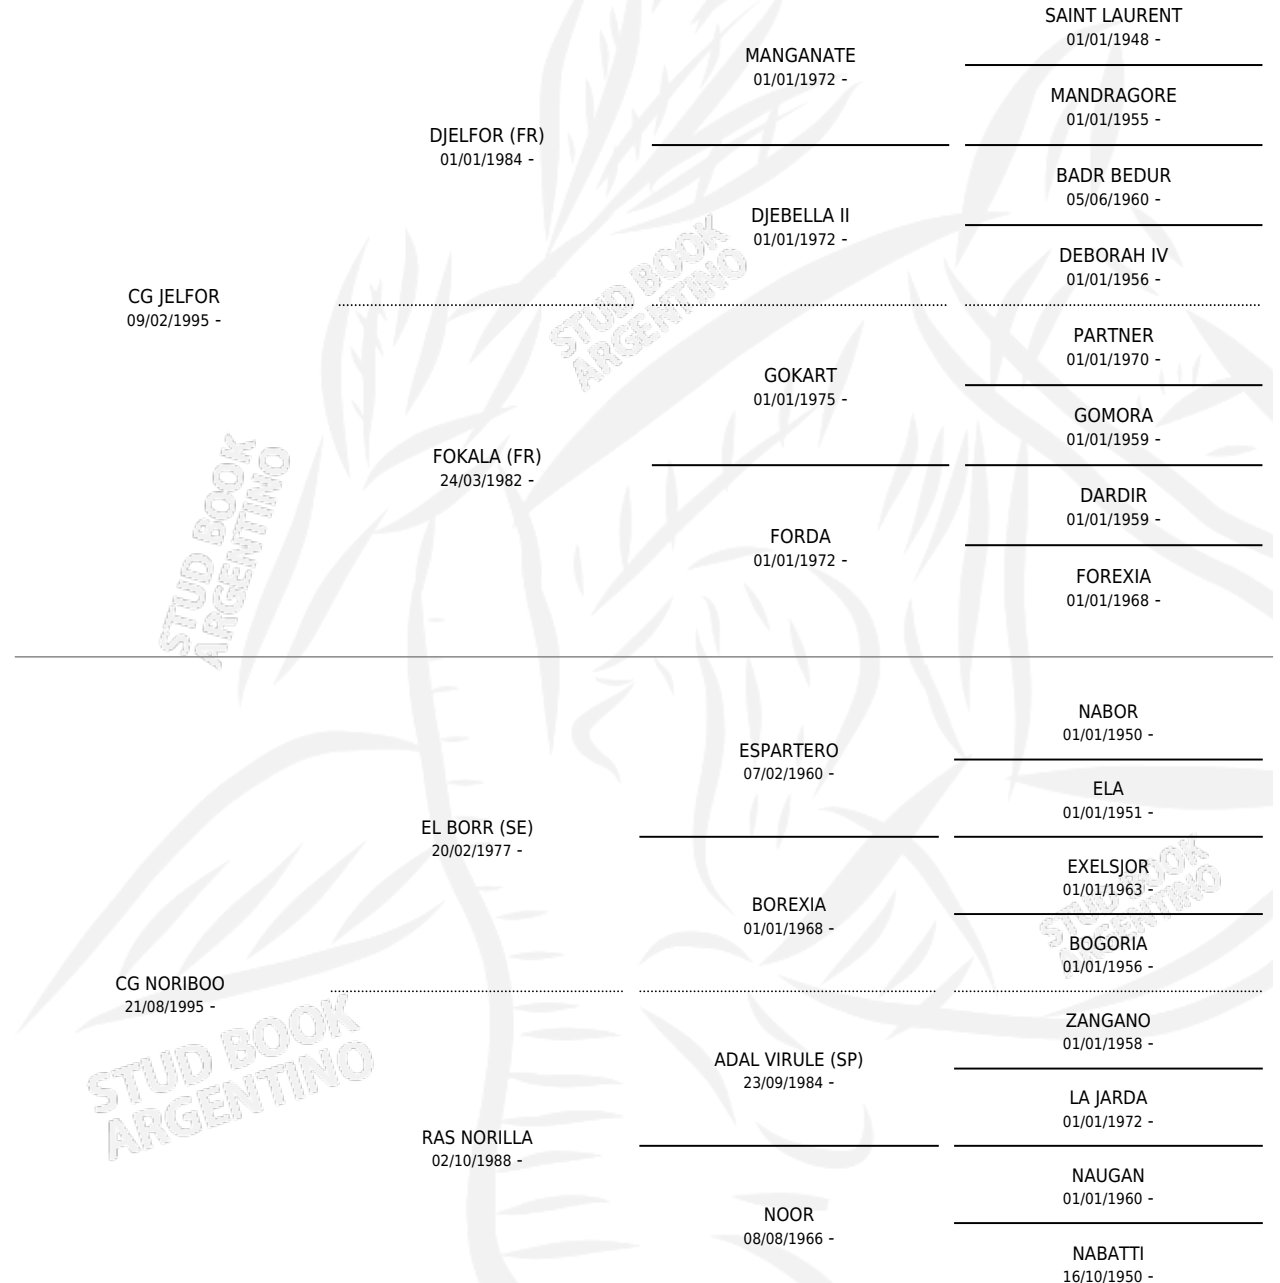 SAINT LAURENT
01/01/1948 -
MANGANATE
01/01/1972 -
MANDRAGORE
01/01/1955 -
DJELFOR (FR)
01/01/1984 -
BADR BEDUR
05/06/1960 -
DJEBELLA II
01/01/1972 -
DEBORAH IV
01/01/1956 -
CG JELFOR
09/02/1995 -
PARTNER
01/01/1970 -
GOKART
01/01/1975 -
GOMORA
01/01/1959 -
FOKALA (FR)
24/03/1982 -
DARDIR
01/01/1959 -
FORDA
01/01/1972 -
FOREXIA
01/01/1968 -
STUD BOOK
ARGENTINO
STUD BOOK
ARGENTINO
NABOR
01/01/1950 -
ESPARTERO
07/02/1960 -
ELA
01/01/1951 -
EL BORR (SE)
20/02/1977 -
EXELSJOR
01/01/1963 -
BOREXIA
01/01/1968 -
BOGORIA
01/01/1956 -
STUD BOOK
ARGENTINO
CG NORIBOO
21/08/1995 -
ZANGANO
01/01/1958 -
ADAL VIRULE (SP)
23/09/1984 -
LA JARDA
01/01/1972 -
RAS NORILLA
02/10/1988 -
NAUGAN
01/01/1960 -
NOOR
08/08/1966 -
NABATTI
16/10/1950 -
STUD BOOK
ARGENTINO